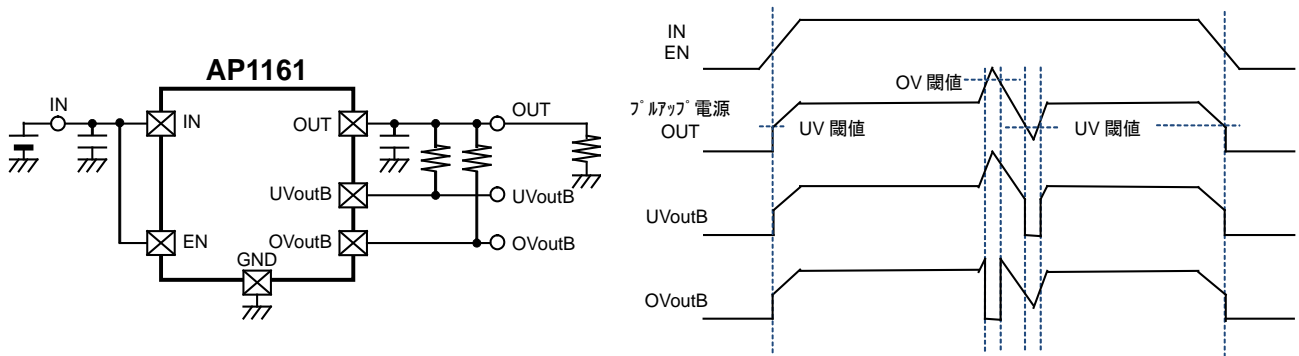 AP1161
IN
IN
OUT
OUT
UVoutB
UVoutB
EN
OVoutB
OVoutB
GND
IN
EN
OV 閾値
ﾌﾟﾙｱｯﾌﾟ電源
OUT
UV 閾値
UV 閾値
UVoutB
OVoutB